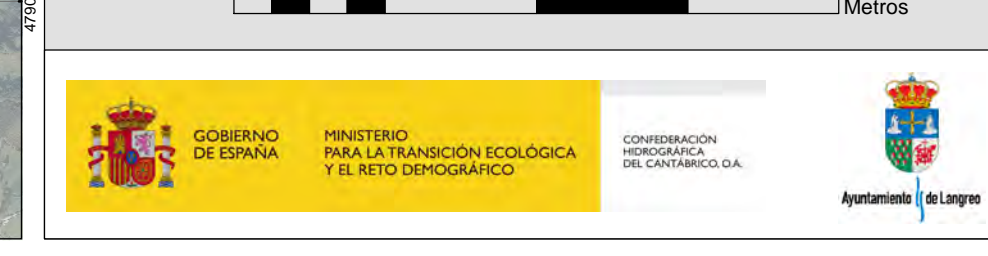 4790
Metros
GOBIERNO
DE ESPAÑA
MINISTERIO
PARA LA TRANSICIÓN ECOLÓGICA
Y EL RETO DEMOGRÁFICO
CONFEDERACIÓN
HIDROGRÁFICA
DEL CANTÁBRICO, O.A.
Ayuntamiento de Langreo